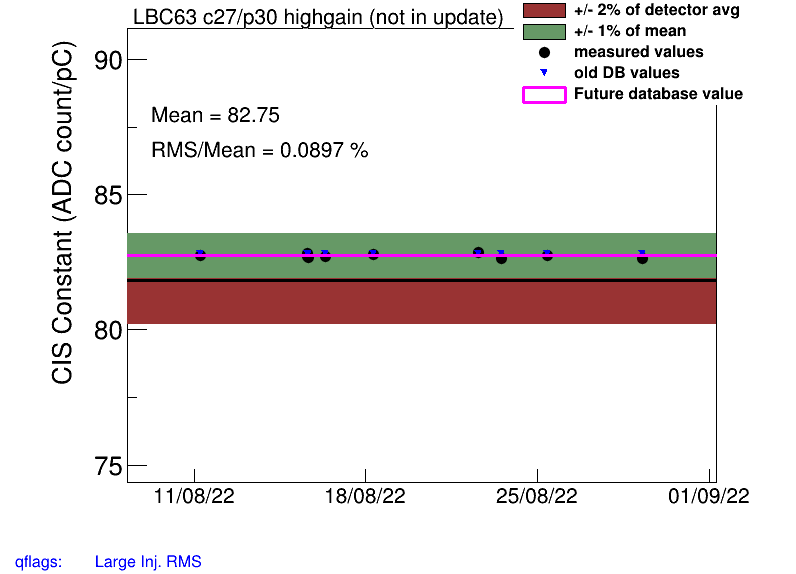 LBC63 c27/p30 highgain (not in update)
+/- 2% of detector avg
+/- 1% of mean
measured values
old DB values
Future database value
Mean = 82.75
RMS/Mean = 0.0897 %
CIS Constant (ADC count/pC)
90
85
80
75
11/08/22 18/08/22 25/08/22 01/09/22
qflags: Large Inj. RMS